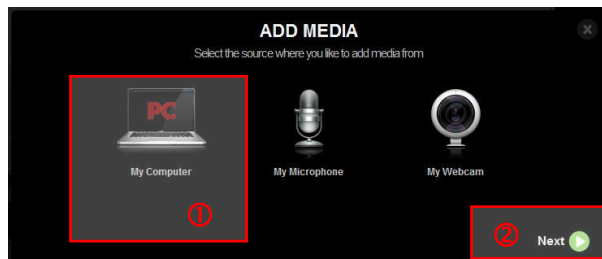 ADD MEDIA
x
Select the source where you like to add media from
PC
My Computer
My Microphone
My Webcam
①
②
Next